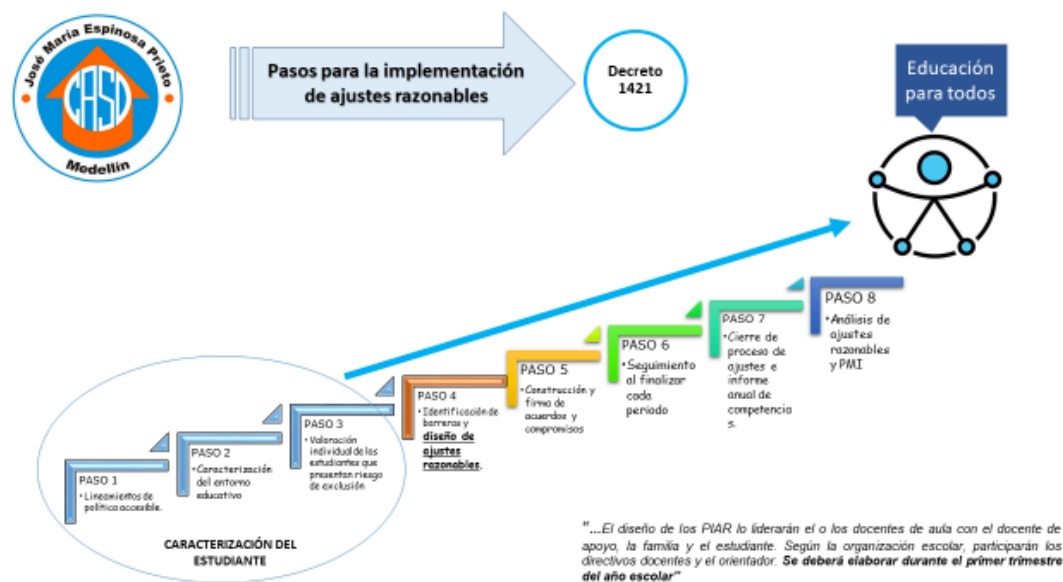 José María Espinosa Prieto
CASD
Medellín
Pasos para la implementación
de ajustes razonables
Decreto
1421
Educación
para todos
PASO 1
•Lineamientos de
política accesible.
PASO 2
•Caracterización
del entorno
educativo
PASO 3
•Valoración
individual de los
estudiantes que
presentan riesgo
de exclusión
PASO 4
•Identificación de
barreras y
diseño de
ajustes
razonables.
PASO 5
•Construcción y
firma de
acuerdos y
compromisos
PASO 6
•Seguimiento
al finalizar
cada
periodo
PASO 7
•Cierre de
proceso de
ajustes e
informe
anual de
competencia
s.
PASO 8
•Análisis de
ajustes
razonables
y PMI
CARACTERIZACIÓN DEL
ESTUDIANTE
"...El diseño de los PIAR lo liderarán el o los docentes de aula con el docente de
apoyo, la familia y el estudiante. Según la organización escolar, participarán los
directivos docentes y el orientador. Se deberá elaborar durante el primer trimestre
del año escolar"